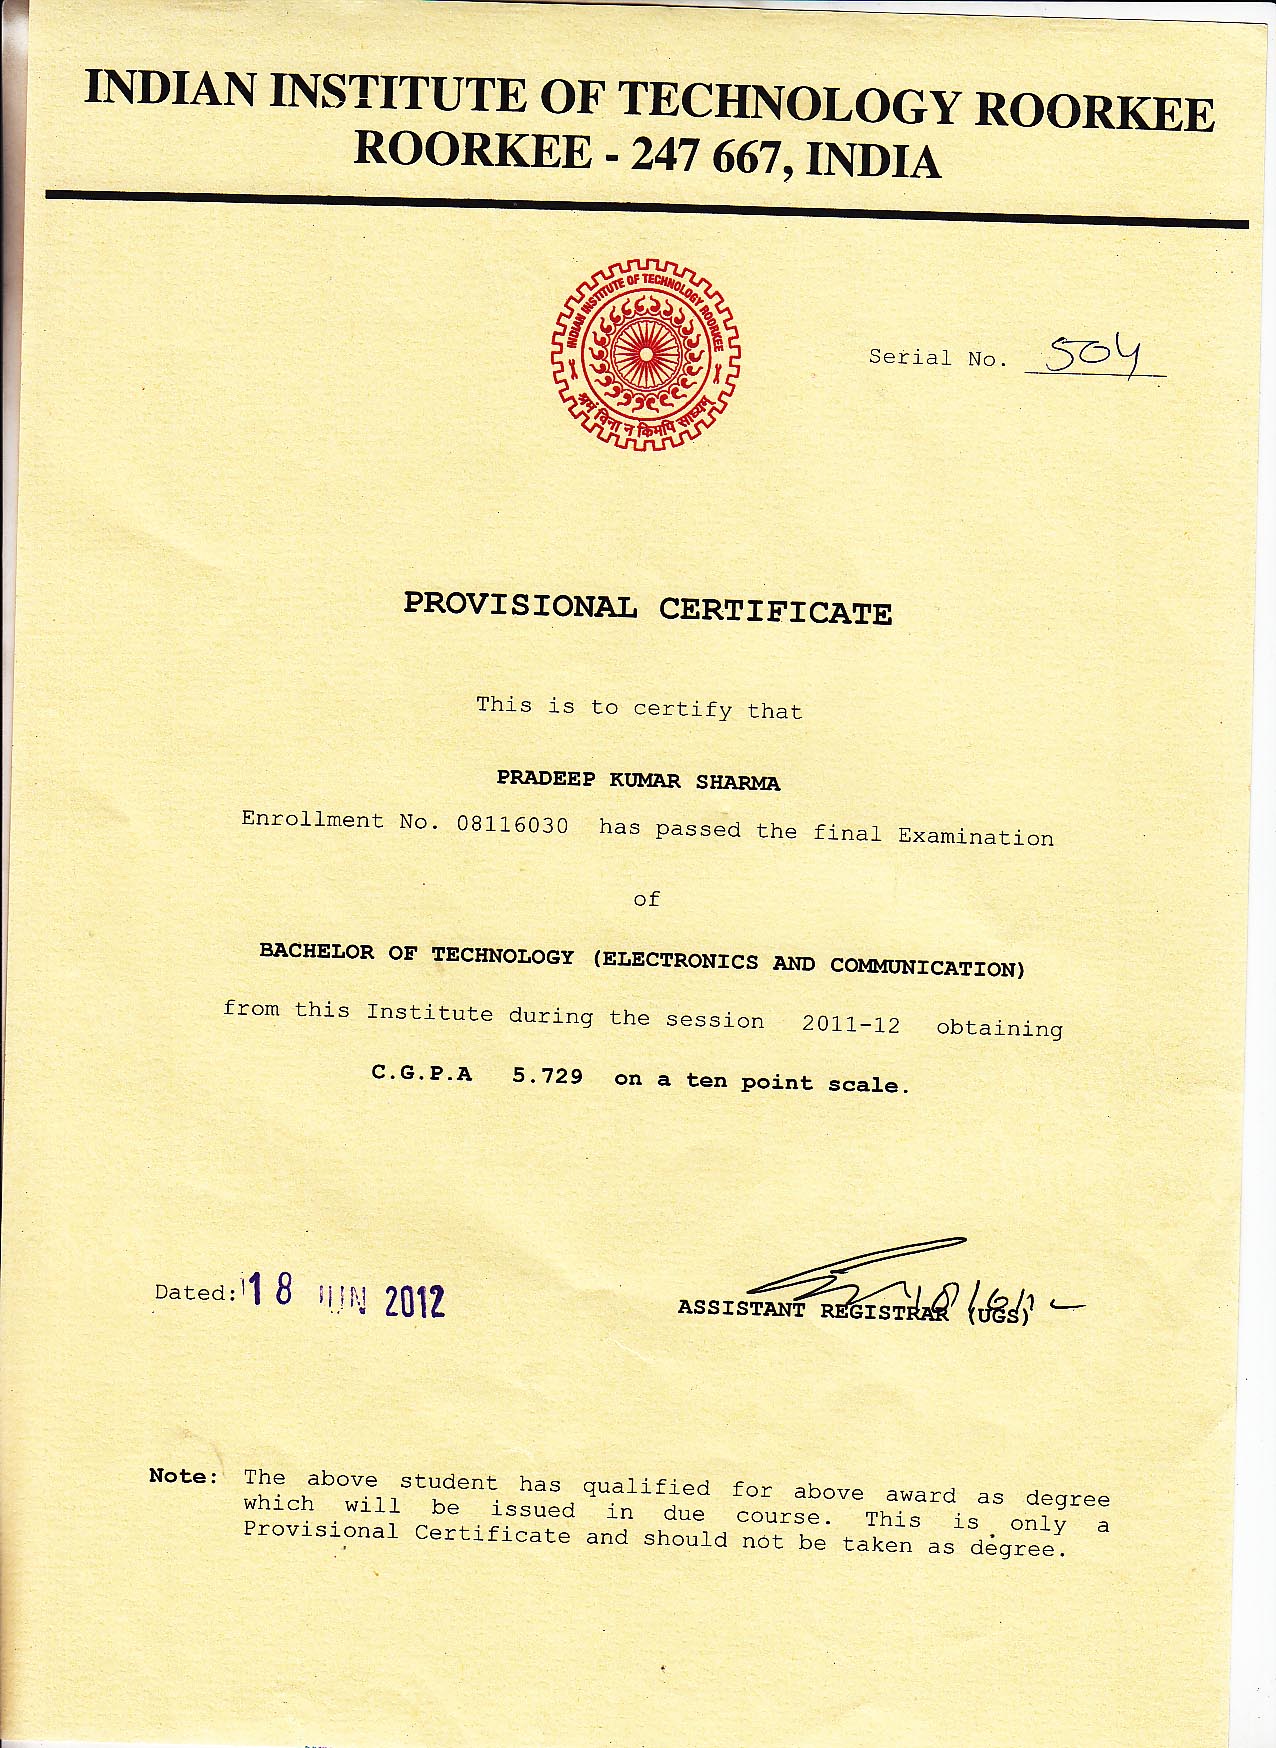 INDIAN INSTITUTE OF TECHNOLOGY ROORKEE
ROORKEE - 247 667, INDIA
INDIAN INSTITUTE OF TECHNOLOGY ROORKEE
श्रमं विना न किमपि साध्यम्
Serial No. 504
PROVISIONAL CERTIFICATE
This is to certify that
PRADEEP KUMAR SHARMA
Enrollment No. 08116030 has passed the final Examination
of
BACHELOR OF TECHNOLOGY (ELECTRONICS AND COMMUNICATION)
from this Institute during the session 2011-12 obtaining
C.G.P.A 5.729 on a ten point scale.
Dated: 18 JUN 2012
ASSISTANT REGISTRAR (UGS)
Note: The above student has qualified for above award as degree
which will be issued in due course. This is only a
Provisional Certificate and should not be taken as degree.